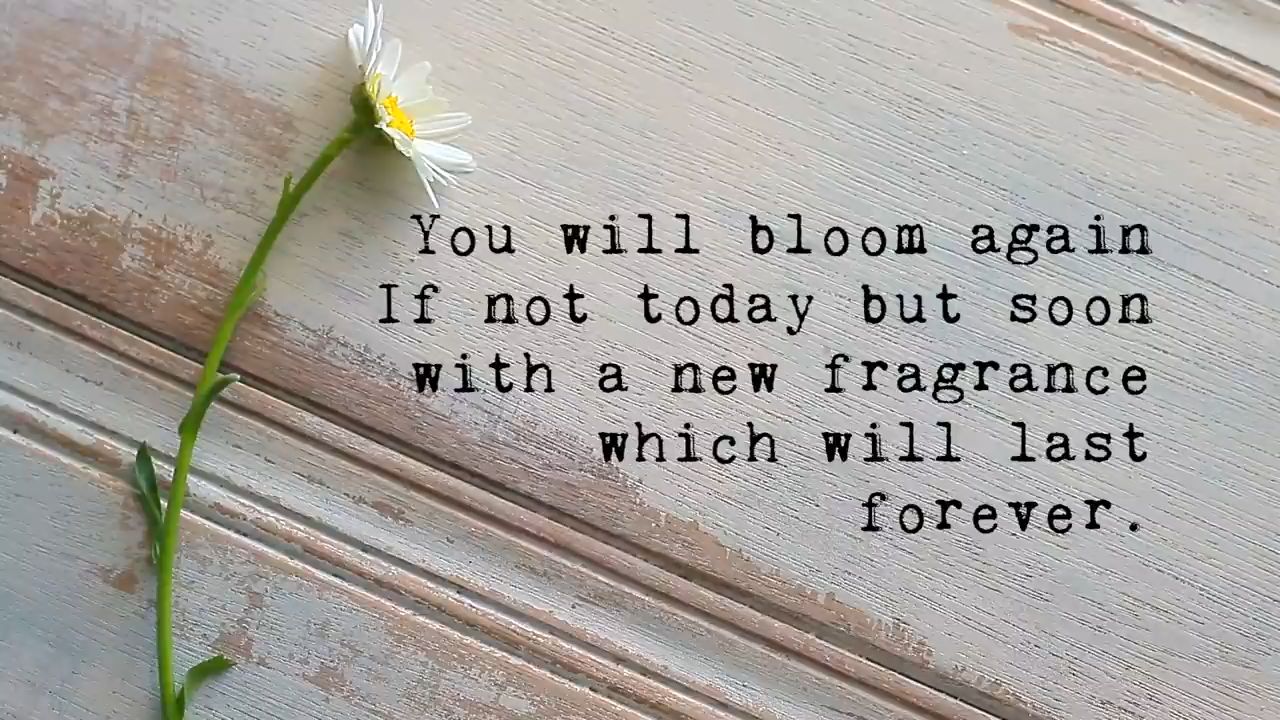 You will bloom again
If not today but soon
with a new fragrance
which will last
forever.